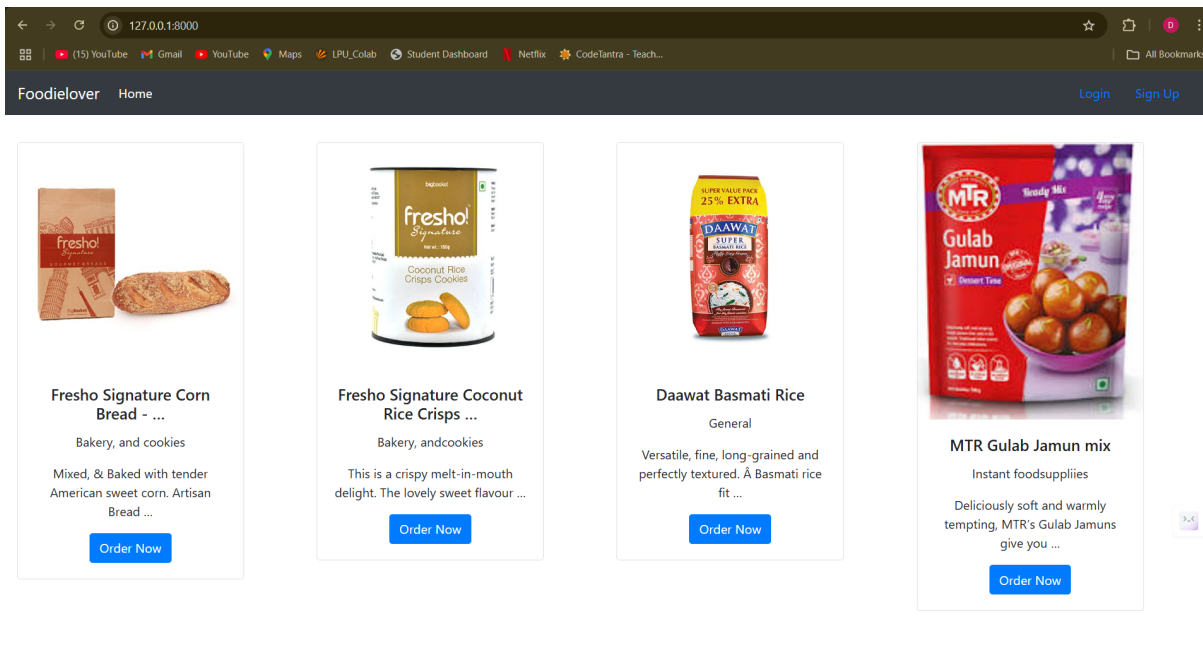 127.0.0.1:8000
(15) YouTube Gmail YouTube Maps LPU_Colab Student Dashboard Netflix CodeTantra - Teach... All Bookmarks
Foodielover Home Login Sign Up
bigbasket
fresho!
Signature
fresho!
Signature
Coconut Rice
Crisps Cookies
SUPER VALUE PACK
25% EXTRA
DAAWAT
SUPER
BASMATI RICE
DAAWAT
MTR
Ready Mix
Gulab
Jamun
ORIGINAL
Dessert Time
Fresho Signature Corn
Bread - ...
Bakery, and cookies
Mixed, & Baked with tender
American sweet corn. Artisan
Bread ...
Order Now
Fresho Signature Coconut
Rice Crisps ...
Bakery, andcookies
This is a crispy melt-in-mouth
delight. The lovely sweet flavour ...
Order Now
Daawat Basmati Rice
General
Versatile, fine, long-grained and
perfectly textured. Â Basmati rice
fit ...
Order Now
MTR Gulab Jamun mix
Instant foodsuppliies
Deliciously soft and warmly
tempting, MTR's Gulab Jamuns
give you ...
Order Now